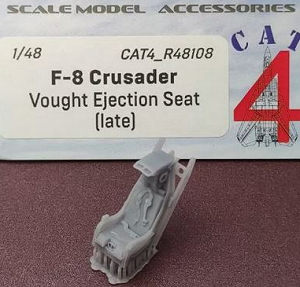 SCALE MODEL ACCESSORIES
1/48 CAT4_R48108
F-8 Crusader
Vought Ejection Seat
(late)
CAT
4